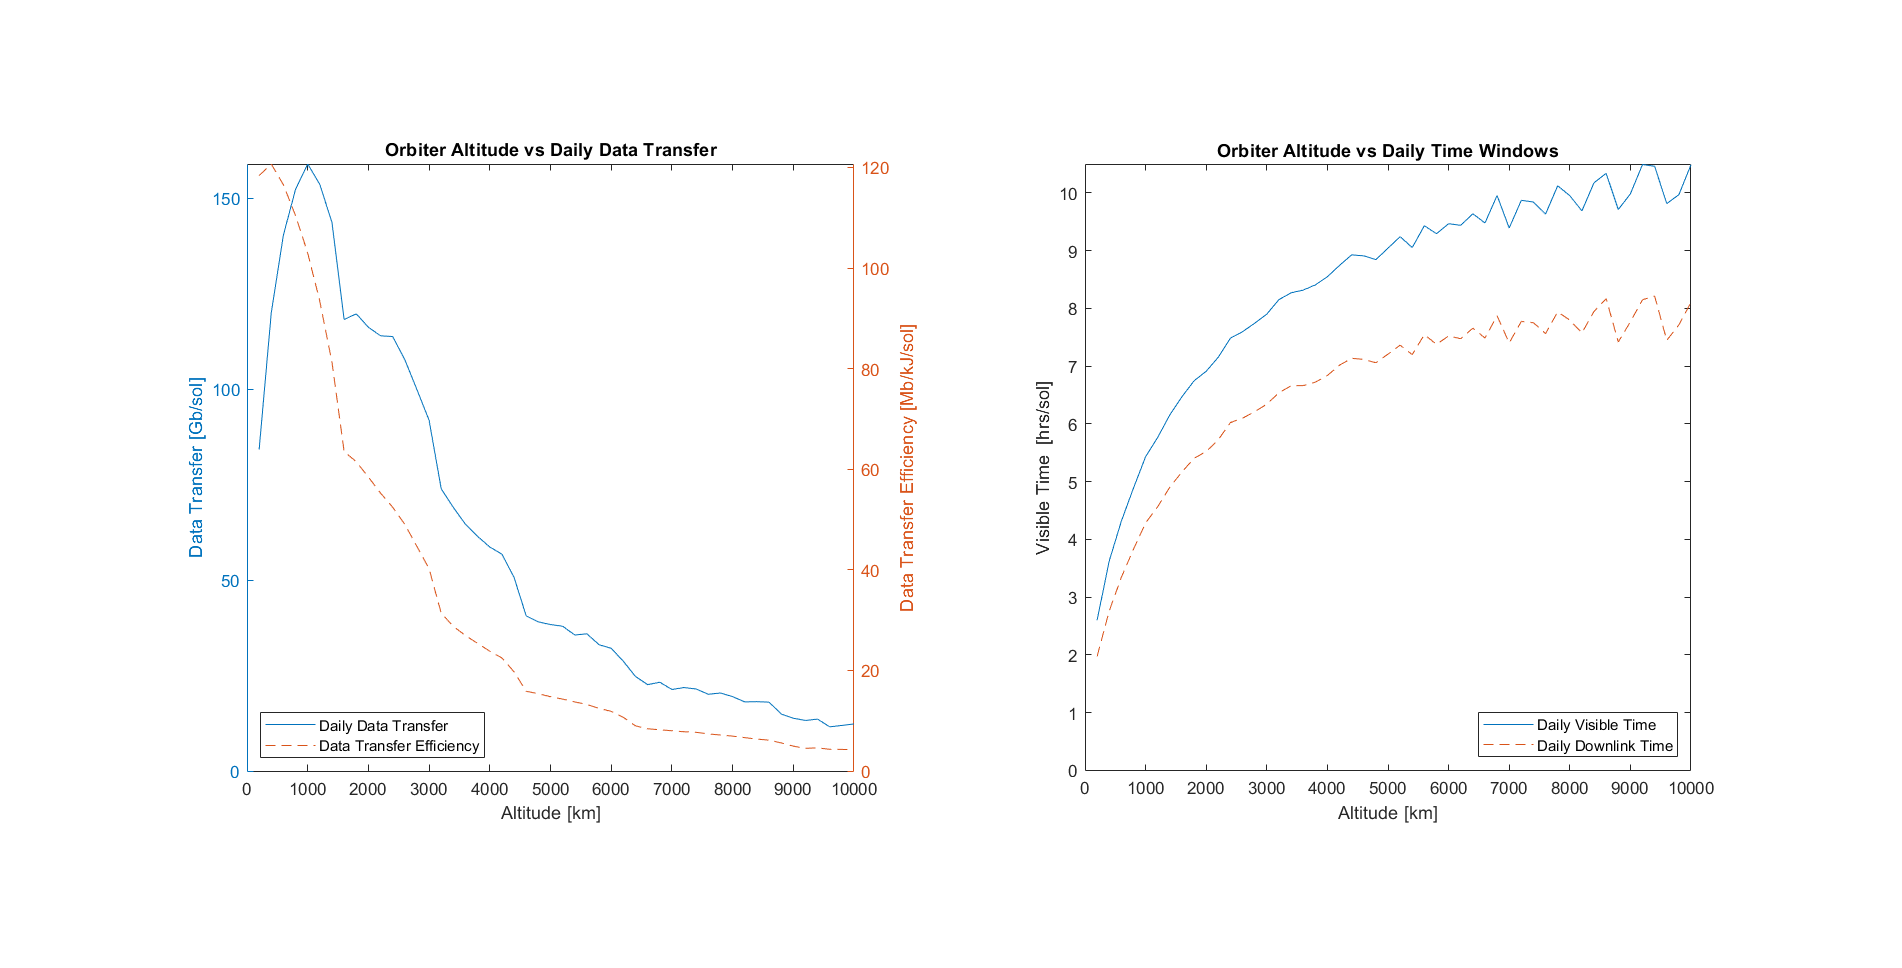 Orbiter Altitude vs Daily Data Transfer
Data Transfer [Gb/sol]
150
100
50
0
Data Transfer Efficiency [Mb/kJ/sol]
120
100
80
60
40
20
0
Daily Data Transfer
Data Transfer Efficiency
0 1000 2000 3000 4000 5000 6000 7000 8000 9000 10000
Altitude [km]
Orbiter Altitude vs Daily Time Windows
Visible Time [hrs/sol]
10
9
8
7
6
5
4
3
2
1
0
Daily Visible Time
Daily Downlink Time
0 1000 2000 3000 4000 5000 6000 7000 8000 9000 10000
Altitude [km]